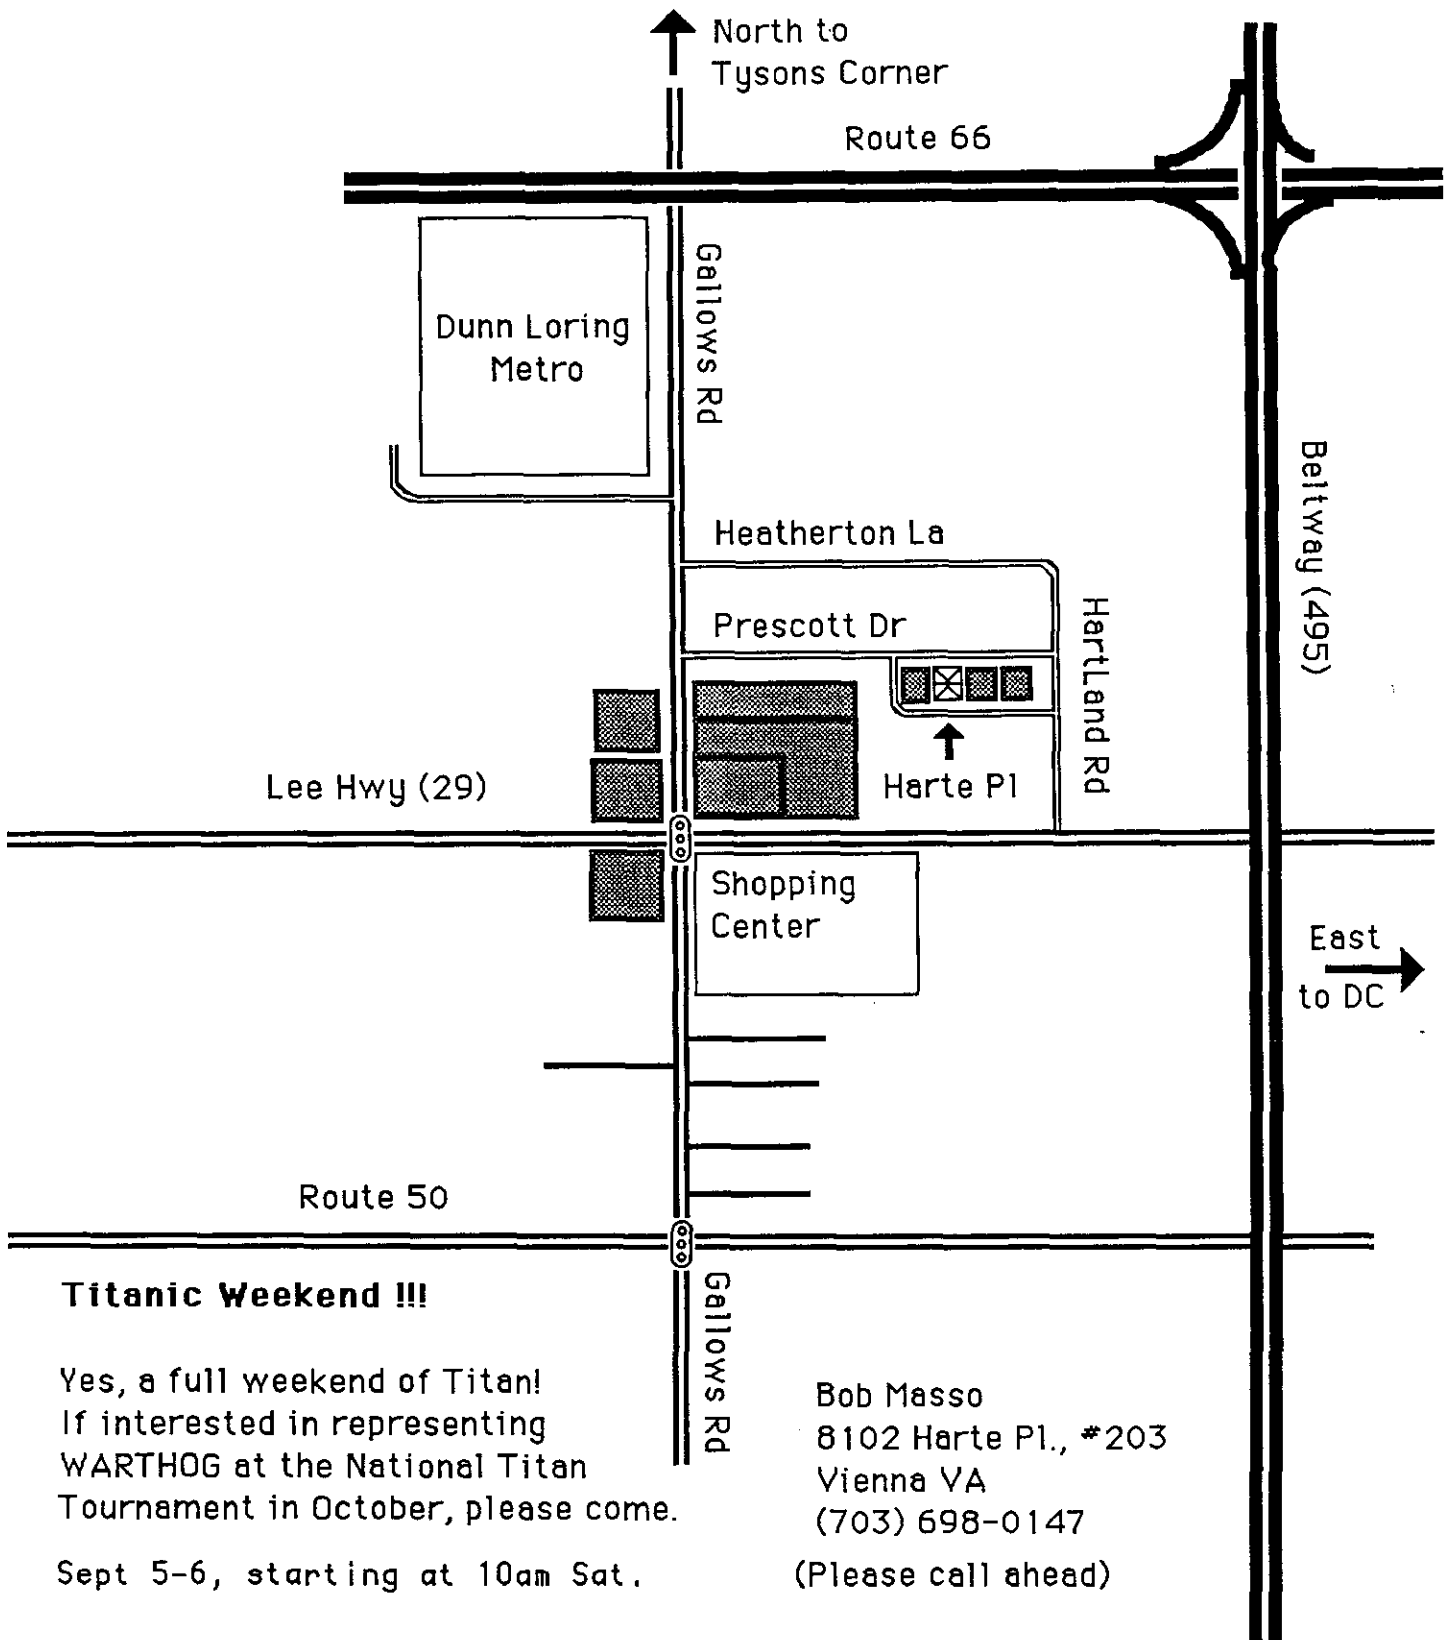 North to
Tysons Corner
Route 66
Gallows Rd
Dunn Loring
Metro
Beltway (495)
Heatherton La
Prescott Dr
HartLand Rd
Lee Hwy (29)
Harte Pl
Shopping
Center
East
to DC
Route 50
Gallows Rd
Titanic Weekend !!!
Yes, a full weekend of Titan!
If interested in representing
WARTHOG at the National Titan
Tournament in October, please come.
Sept 5-6, starting at 10am Sat.
Bob Masso
8102 Harte Pl., #203
Vienna VA
(703) 698-0147
(Please call ahead)